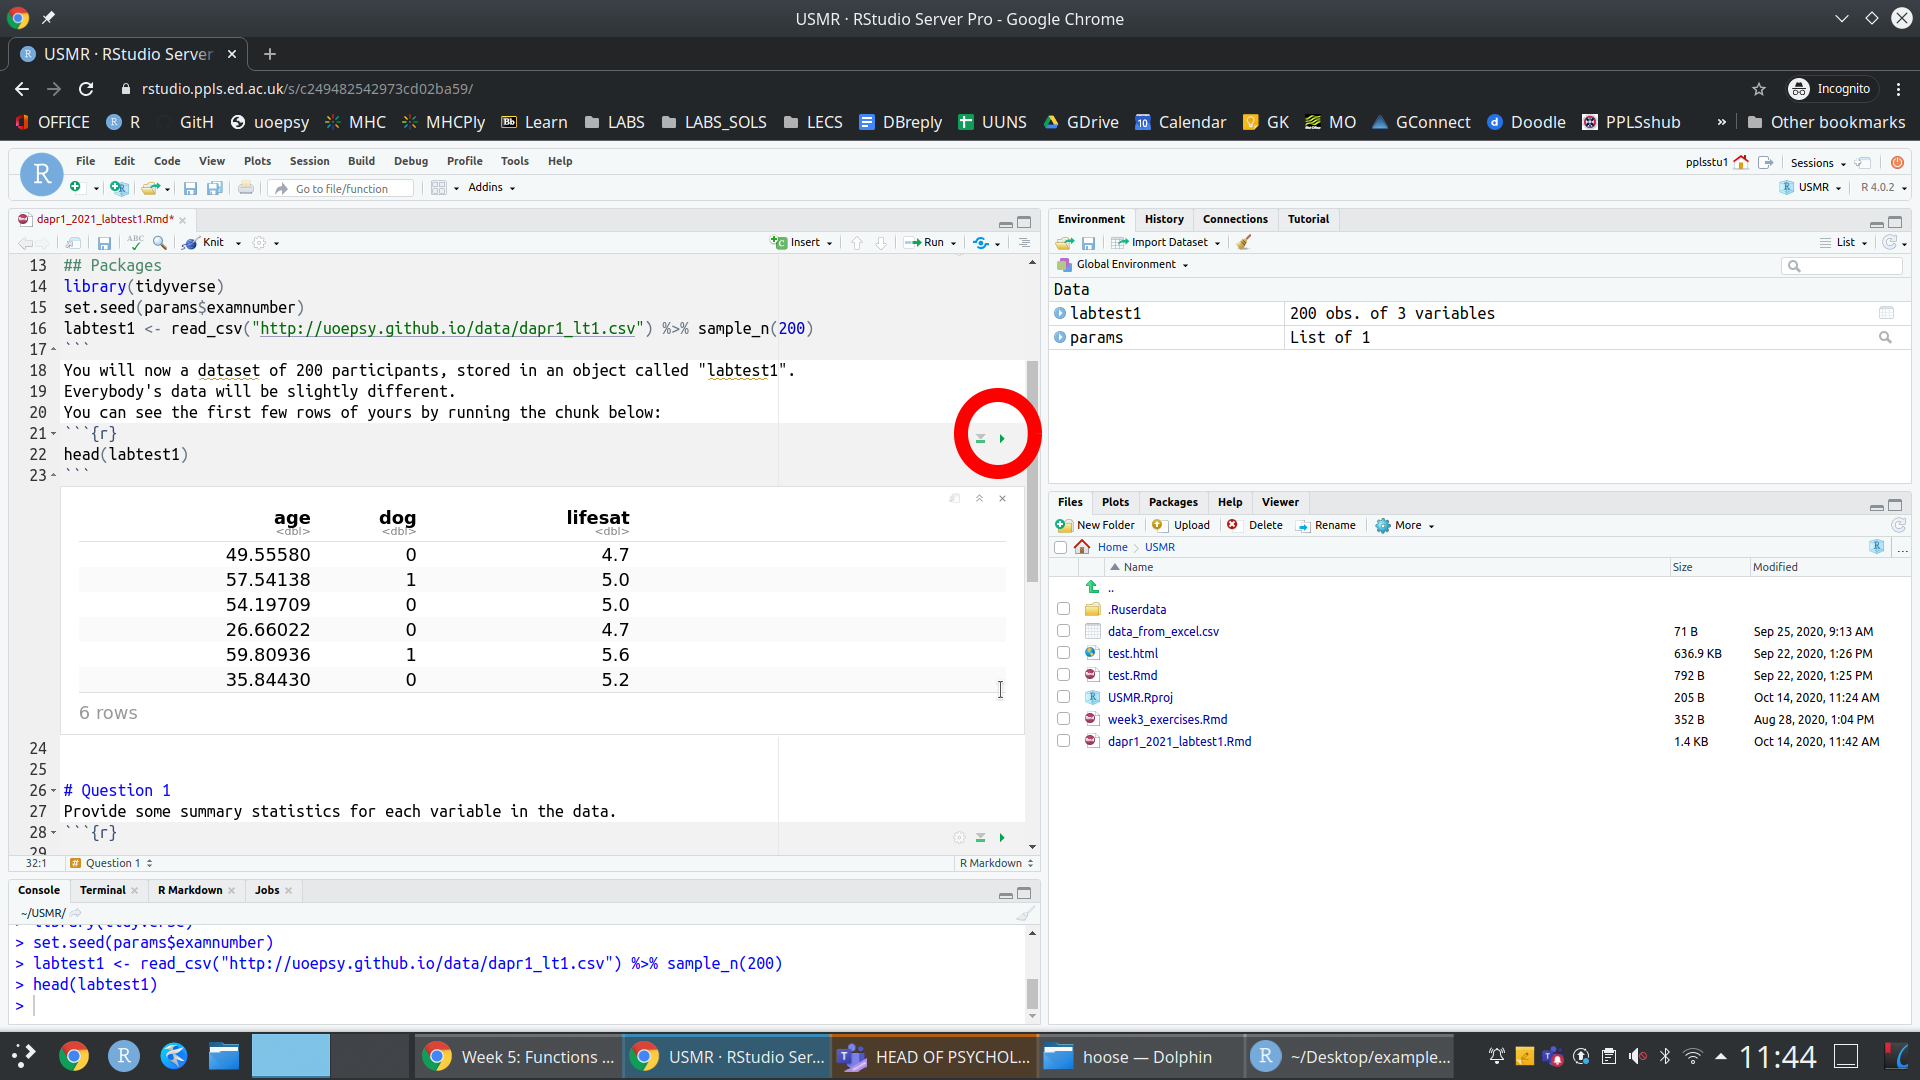 USMR · RStudio Server Pro - Google Chrome
USMR · RStudio Server
rstudio.ppls.ed.ac.uk/s/c249482542973cd02ba59/
Incognito
OFFICE R GitH uoepsy MHC MHCPly Learn LABS LABS_SOLS LECS DBreply UUNS GDrive Calendar GK MO GConnect Doodle PPLSshub » Other bookmarks
File Edit Code View Plots Session Build Debug Profile Tools Help
pplsstu1 Sessions
Go to file/function Addins
USMR R 4.0.2
dapr1_2021_labtest1.Rmd*
Knit Insert Run
13 ## Packages
14 library(tidyverse)
15 set.seed(params$examnumber)
16 labtest1 <- read_csv("http://uoepsy.github.io/data/dapr1_lt1.csv") %>% sample_n(200)
17 ```
18 You will now a dataset of 200 participants, stored in an object called "labtest1".
19 Everybody's data will be slightly different.
20 You can see the first few rows of yours by running the chunk below:
21 ```{r}
22 head(labtest1)
23 ```
age dog lifesat
<dbl> <dbl> <dbl>
49.55580 0 4.7
57.54138 1 5.0
54.19709 0 5.0
26.66022 0 4.7
59.80936 1 5.6
35.84430 0 5.2
6 rows
24
25
26 # Question 1
27 Provide some summary statistics for each variable in the data.
28 ```{r}
29
32:1 # Question 1 R Markdown
Console Terminal R Markdown Jobs
~/USMR/
> library(tidyverse)
> set.seed(params$examnumber)
> labtest1 <- read_csv("http://uoepsy.github.io/data/dapr1_lt1.csv") %>% sample_n(200)
> head(labtest1)
>
Environment History Connections Tutorial
Import Dataset List
Global Environment
Data
labtest1 200 obs. of 3 variables
params List of 1
Files Plots Packages Help Viewer
New Folder Upload Delete Rename More
Home USMR ...
Name Size Modified
..
.Ruserdata
data_from_excel.csv 71 B Sep 25, 2020, 9:13 AM
test.html 636.9 KB Sep 22, 2020, 1:26 PM
test.Rmd 792 B Sep 22, 2020, 1:25 PM
USMR.Rproj 205 B Oct 14, 2020, 11:24 AM
week3_exercises.Rmd 352 B Aug 28, 2020, 1:04 PM
dapr1_2021_labtest1.Rmd 1.4 KB Oct 14, 2020, 11:42 AM
Week 5: Functions ... USMR · RStudio Ser... HEAD OF PSYCHOL... hoose — Dolphin ~/Desktop/example... 11:44